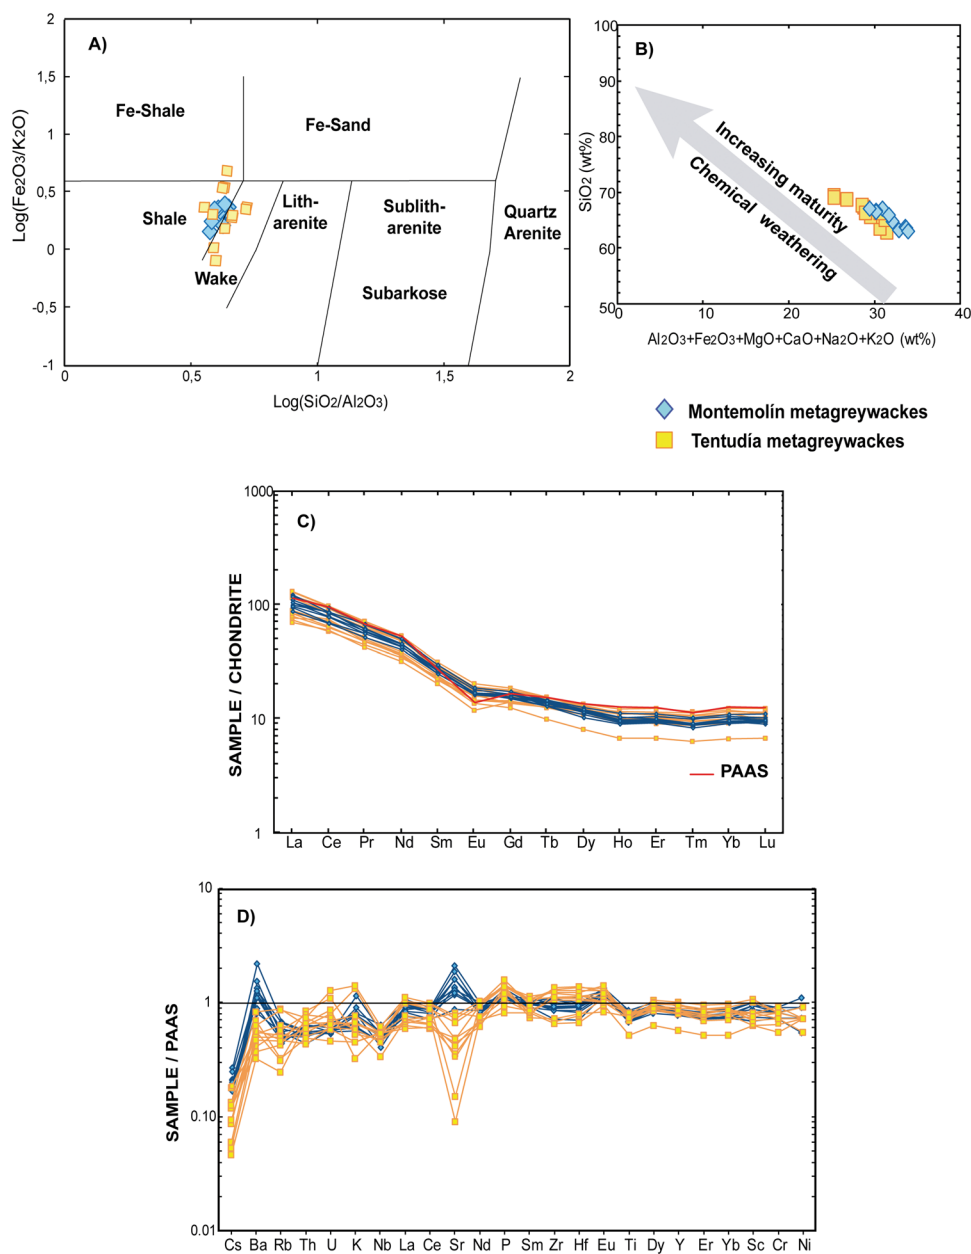 A)
2
1,5
1
0,5
0
-0,5
-1
Log(Fe2O3/K2O)
Fe-Shale
Fe-Sand
Shale
Lith-
arenite
Sublith-
arenite
Quartz
Arenite
Wake
Subarkose
0
0,5
1
1,5
2
Log(SiO2/Al2O3)
B)
100
90
80
70
60
50
SiO2 (wt%)
Increasing maturity
Chemical weathering
0
10
20
30
40
Al2O3+Fe2O3+MgO+CaO+Na2O+K2O (wt%)
Montemolín metagreywackes
Tentudía metagreywackes
C)
1000
100
10
1
SAMPLE / CHONDRITE
PAAS
La Ce Pr Nd Sm Eu Gd Tb Dy Ho Er Tm Yb Lu
D)
10
1
0.10
0.01
SAMPLE / PAAS
Cs Ba Rb Th U K Nb La Ce Sr Nd P Sm Zr Hf Eu Ti Dy Y Er Yb Sc Cr Ni